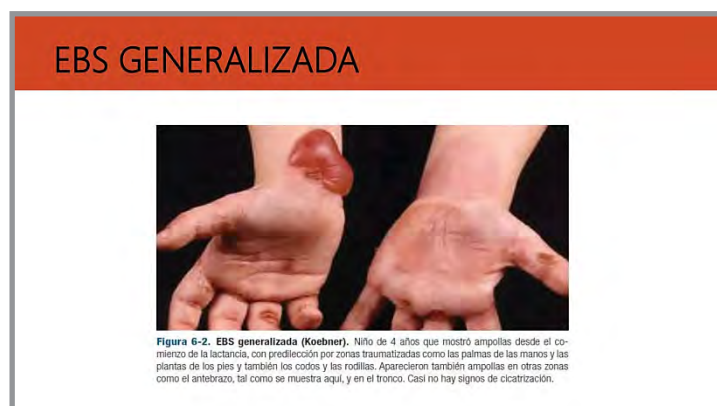 EBS GENERALIZADA
Figura 6-2. EBS generalizada (Koebner). Niño de 4 años que mostró ampollas desde el co-
mienzo de la lactancia, con predilección por zonas traumatizadas como las palmas de las manos y las
plantas de los pies y también los codos y las rodillas. Aparecieron también ampollas en otras zonas
como el antebrazo, tal como se muestra aquí, y en el tronco. Casi no hay signos de cicatrización.